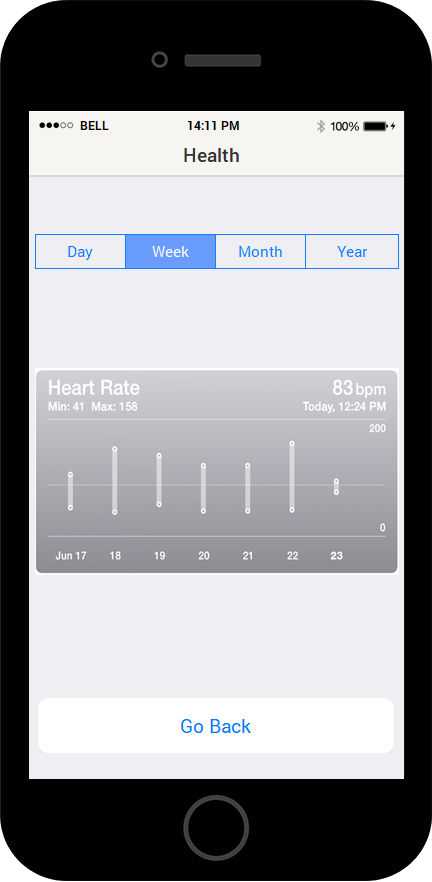 BELL 14:11 PM 100%
Health
Day Week Month Year
Heart Rate 83 bpm
Min: 41 Max: 158 Today, 12:24 PM
200
0
Jun 17 18 19 20 21 22 23
Go Back